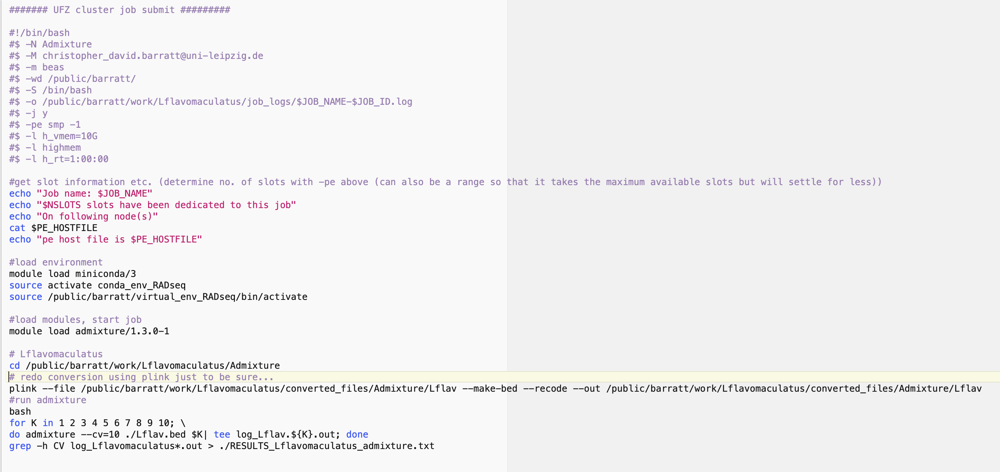 ####### UFZ cluster job submit #########
#!/bin/bash
#$ -N Admixture
#$ -M christopher_david.barratt@uni-leipzig.de
#$ -m beas
#$ -wd /public/barratt/
#$ -S /bin/bash
#$ -o /public/barratt/work/Lflavomaculatus/job_logs/$JOB_NAME-$JOB_ID.log
#$ -j y
#$ -pe smp -1
#$ -l h_vmem=10G
#$ -l highmem
#$ -l h_rt=1:00:00
#get slot information etc. (determine no. of slots with -pe above (can also be a range so that it takes the maximum available slots but will settle for less))
echo "Job name: $JOB_NAME"
echo "$NSLOTS slots have been dedicated to this job"
echo "On following node(s)"
cat $PE_HOSTFILE
echo "pe host file is $PE_HOSTFILE"
#load environment
module load miniconda/3
source activate conda_env_RADseq
source /public/barratt/virtual_env_RADseq/bin/activate
#load modules, start job
module load admixture/1.3.0-1
# Lflavomaculatus
cd /public/barratt/work/Lflavomaculatus/Admixture
# redo conversion using plink just to be sure...
plink --file /public/barratt/work/Lflavomaculatus/converted_files/Admixture/Lflav --make-bed --recode --out /public/barratt/work/Lflavomaculatus/converted_files/Admixture/Lflav
#run admixture
bash
for K in 1 2 3 4 5 6 7 8 9 10; \
do admixture --cv=10 ./Lflav.bed $K| tee log_Lflav.${K}.out; done
grep -h CV log_Lflavomaculatus*.out > ./RESULTS_Lflavomaculatus_admixture.txt